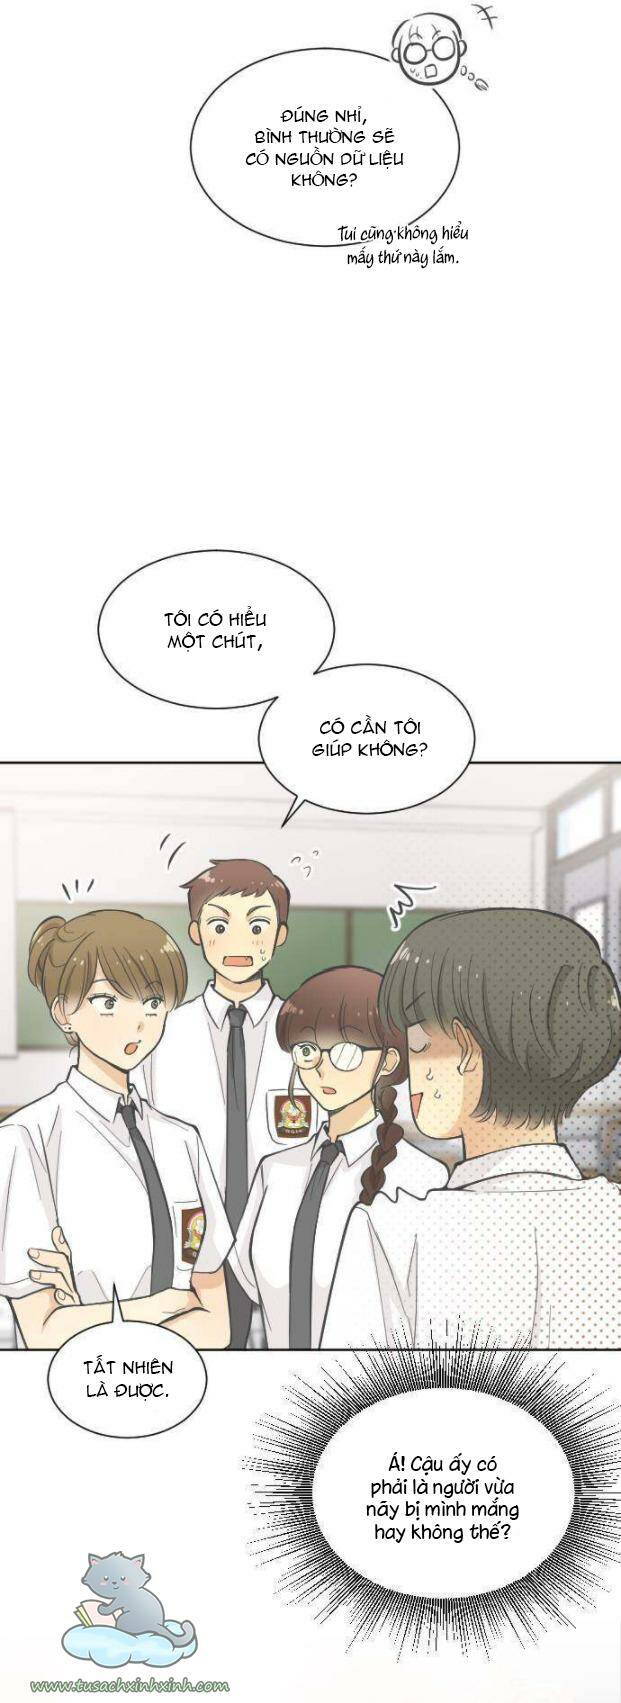 ĐÚNG NHỈ,
BÌNH THƯỜNG SẼ
CÓ NGUỒN DỮ LIỆU
KHÔNG?
Tui cũng không hiểu
mấy thứ này lắm.
TÔI CÓ HIỂU
MỘT CHÚT,
CÓ CẦN TÔI
GIÚP KHÔNG?
TẤT NHIÊN
LÀ ĐƯỢC.
Á! Cậu ấy có
phải là người vừa
nãy bị mình mắng
hay không thế?
www.tusachxinhxinh.com